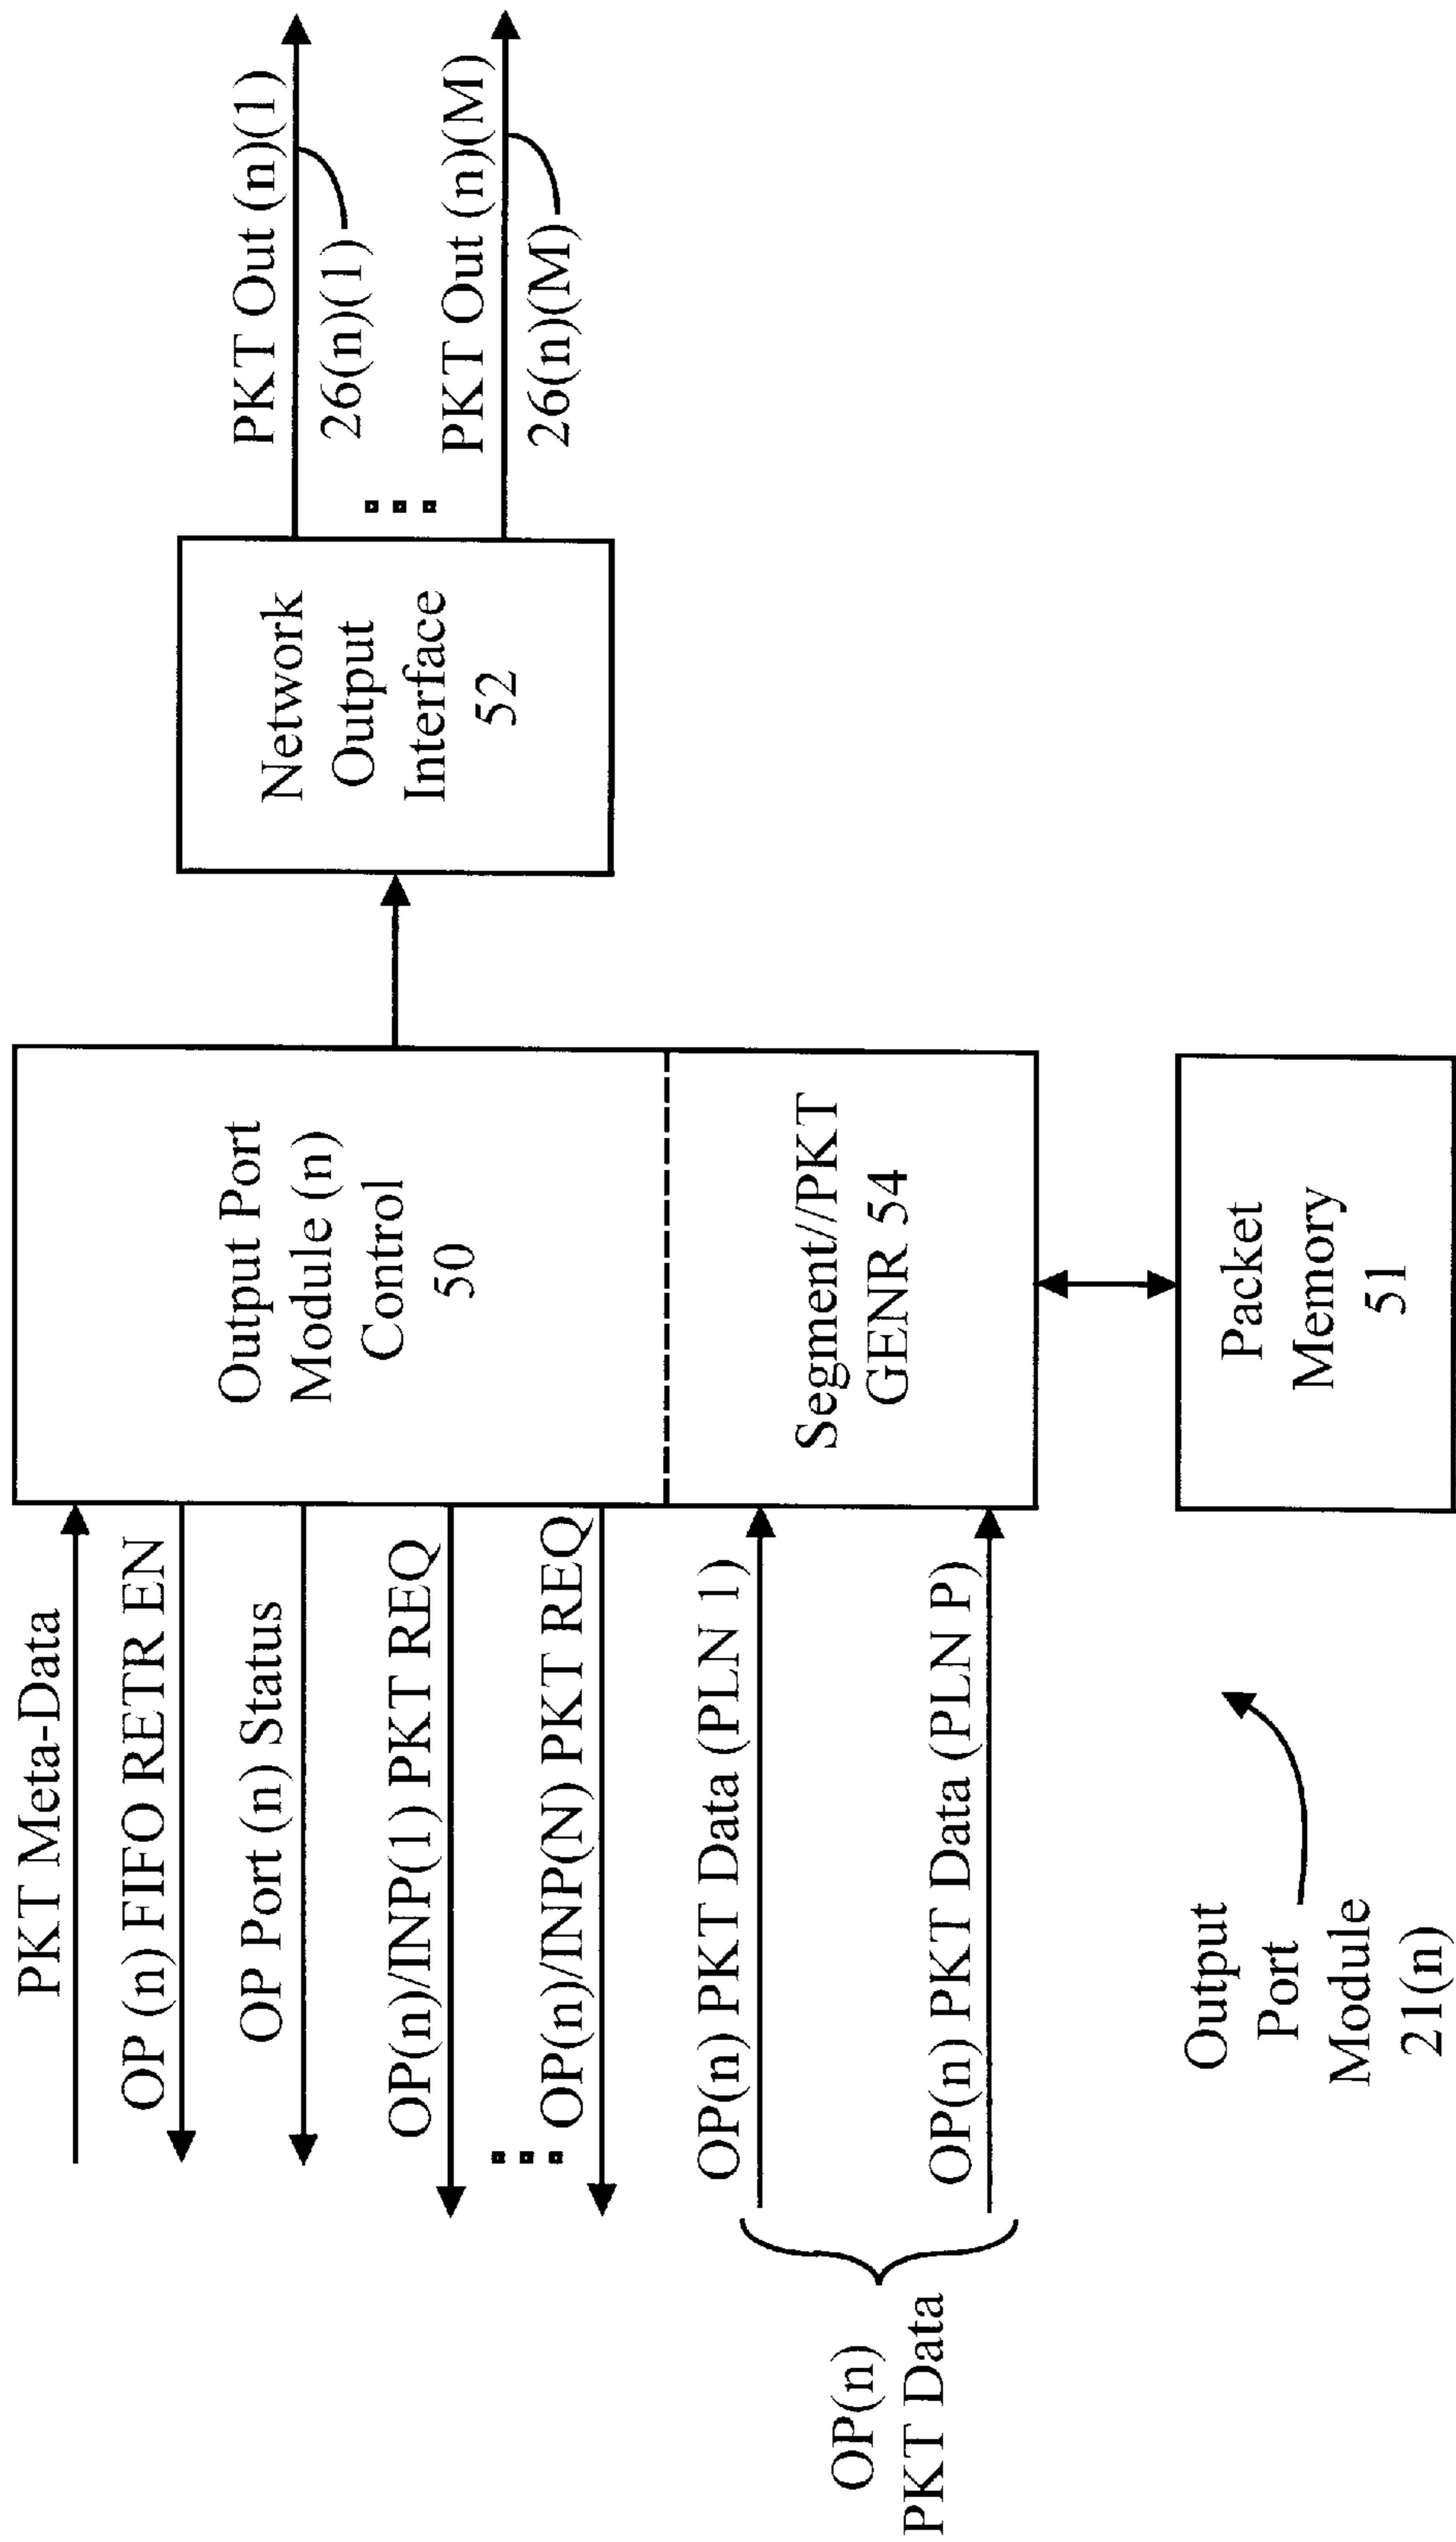 PKT Meta-Data
OP (n) FIFO RETR EN
OP Port (n) Status
OP(n)/INP(1) PKT REQ
OP(n)/INP(N) PKT REQ
OP(n) PKT Data (PLN 1)
OP(n) PKT Data (PLN P)
OP(n)
PKT Data
Output Port
Module (n)
Control
50
Segment//PKT
GENR 54
Packet
Memory
51
Network
Output
Interface
52
PKT Out (n)(1)
26(n)(1)
PKT Out (n)(M)
26(n)(M)
Output
Port
Module
21(n)